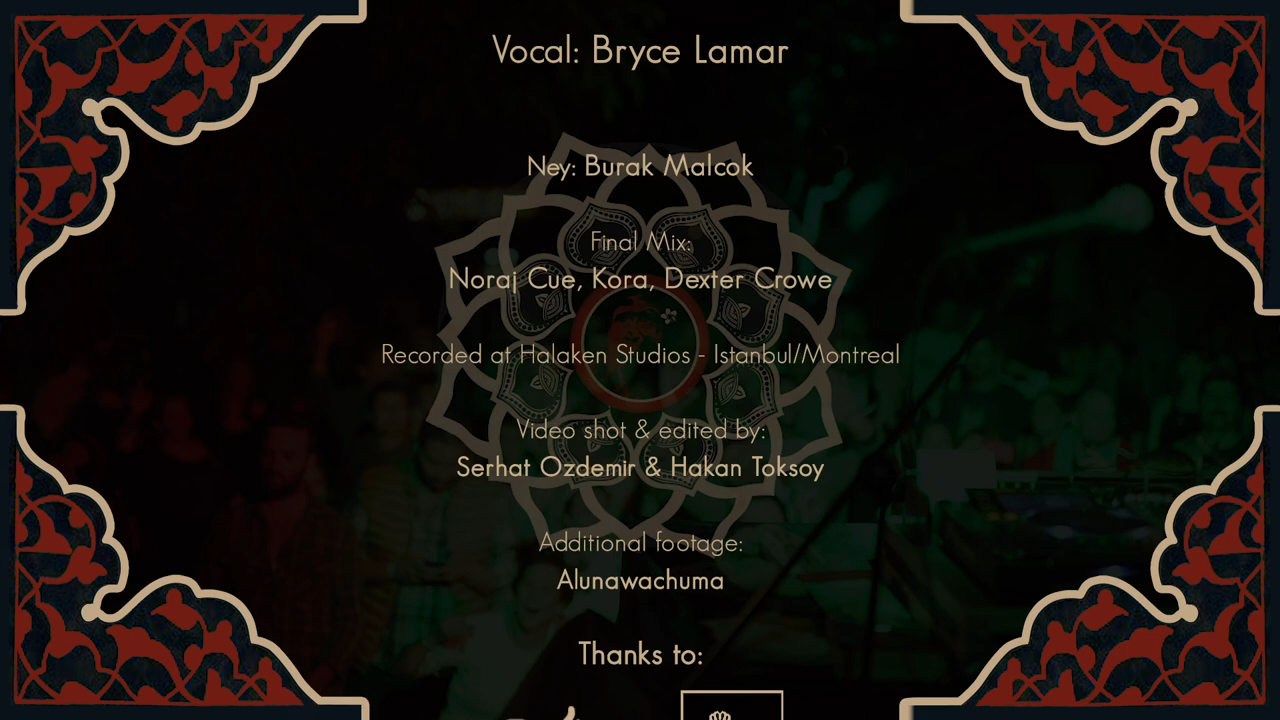 Vocal: Bryce Lamar
Ney: Burak Malcok
Final Mix:
Noraj Cue, Kora, Dexter Crowe
Recorded at Halaken Studios - Istanbul/Montreal
Video shot & edited by:
Serhat Ozdemir & Hakan Toksoy
Additional footage:
Alunawachuma
Thanks to: